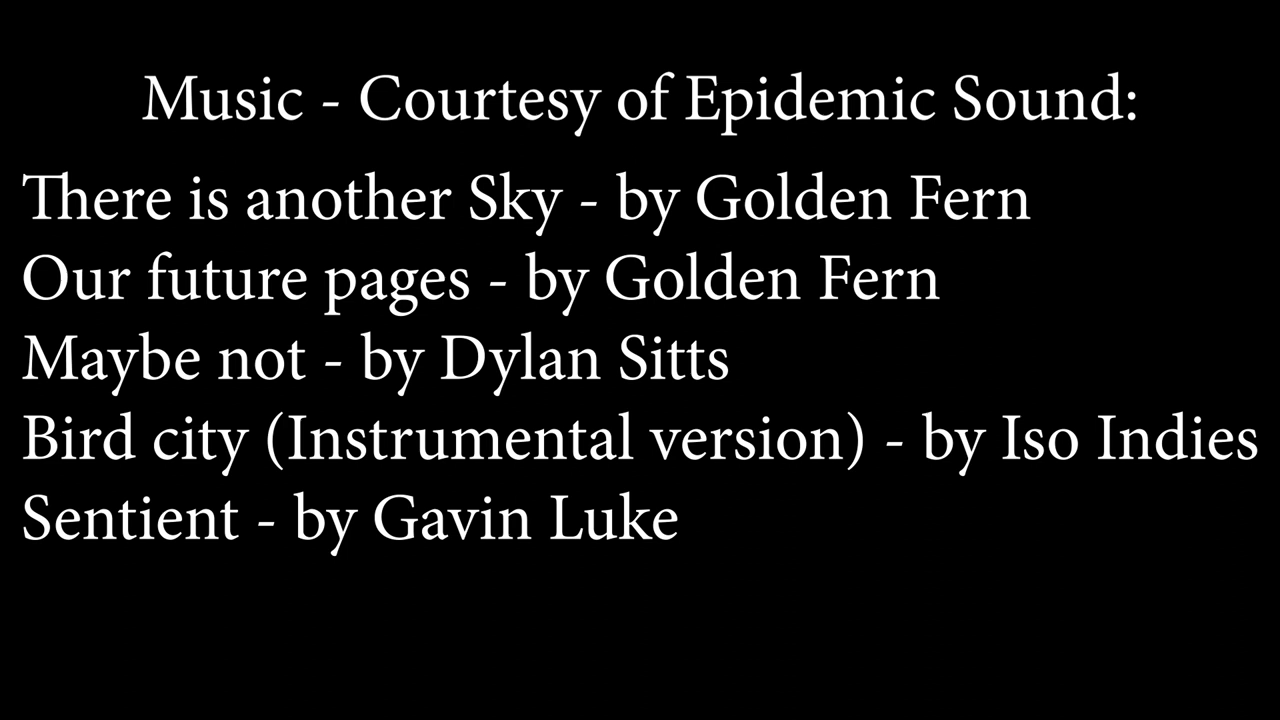 Music - Courtesy of Epidemic Sound:
There is another Sky - by Golden Fern
Our future pages - by Golden Fern
Maybe not - by Dylan Sitts
Bird city (Instrumental version) - by Iso Indies
Sentient - by Gavin Luke